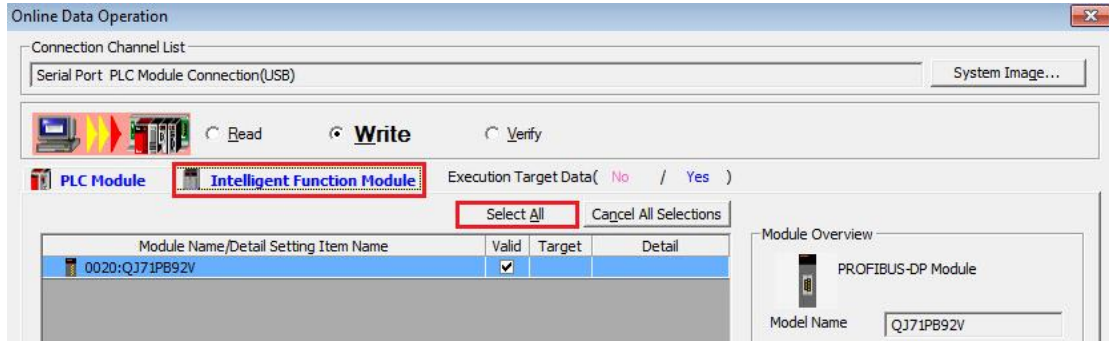 Online Data Operation
Connection Channel List
Serial Port PLC Module Connection(USB)
System Image...
Read Write Verify
PLC Module Intelligent Function Module Execution Target Data( No / Yes )
Select All Cancel All Selections
Module Name/Detail Setting Item Name Valid Target Detail
Module Overview
0020:QJ71PB92V
PROFIBUS-DP Module
Model Name QJ71PB92V